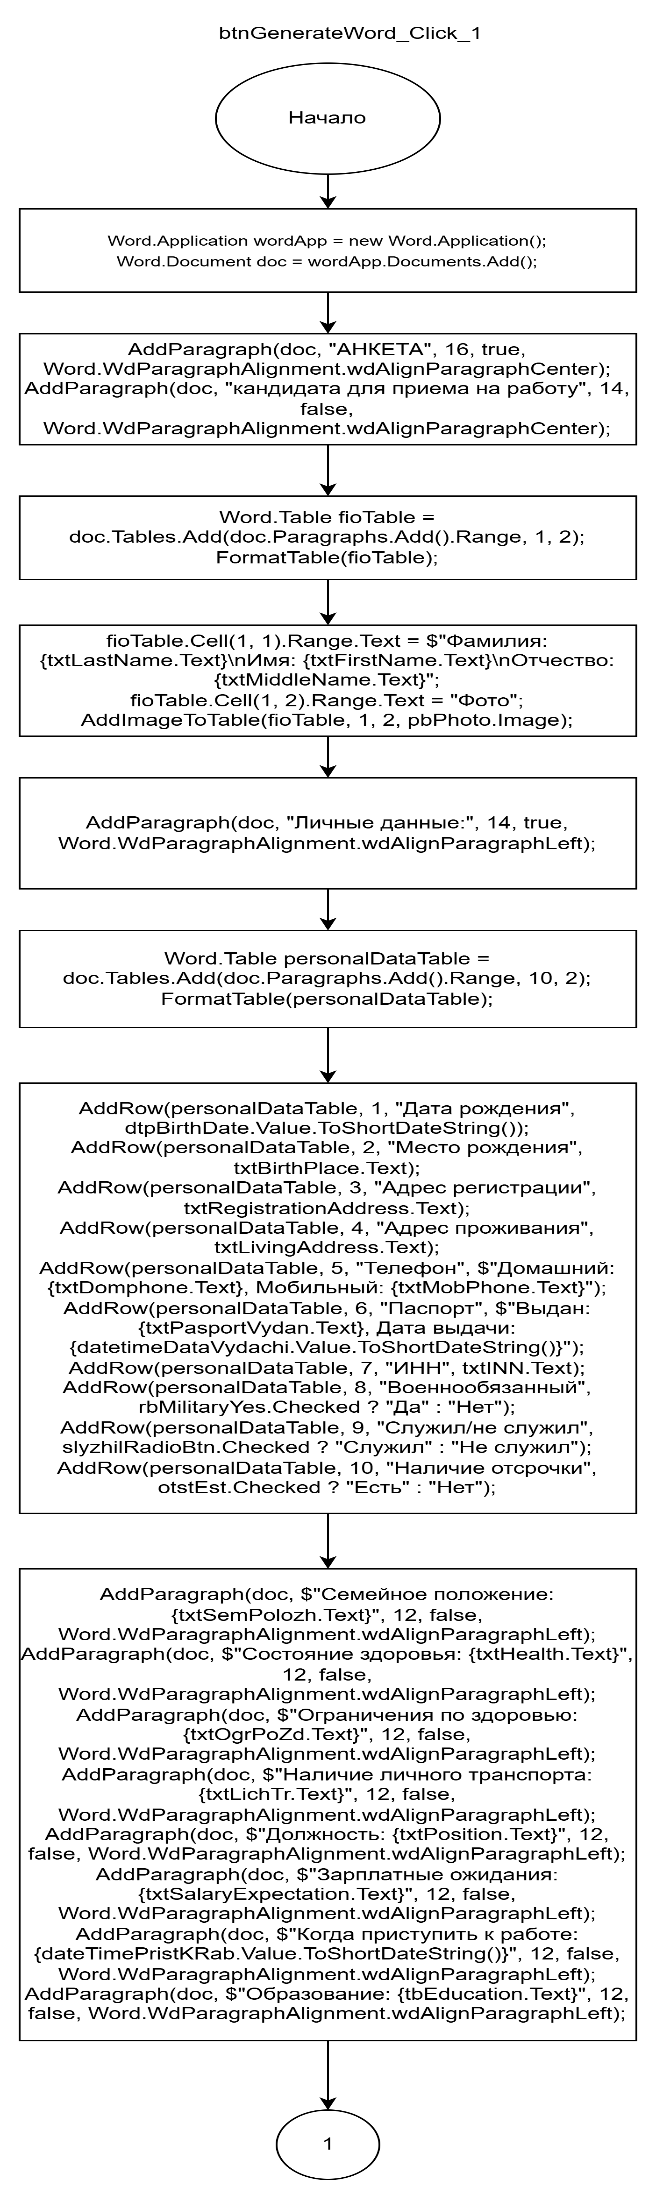 btnGenerateWord_Click_1
Начало
Word.Application wordApp = new Word.Application();
Word.Document doc = wordApp.Documents.Add();
AddParagraph(doc, "АНКЕТА", 16, true,
Word.WdParagraphAlignment.wdAlignParagraphCenter);
AddParagraph(doc, "кандидата для приема на работу", 14,
false,
Word.WdParagraphAlignment.wdAlignParagraphCenter);
Word.Table fioTable =
doc.Tables.Add(doc.Paragraphs.Add().Range, 1, 2);
FormatTable(fioTable);
fioTable.Cell(1, 1).Range.Text = $"Фамилия:
{txtLastName.Text}\nИмя: {txtFirstName.Text}\nОтчество:
{txtMiddleName.Text}";
fioTable.Cell(1, 2).Range.Text = "Фото";
AddImageToTable(fioTable, 1, 2, pbPhoto.Image);
AddParagraph(doc, "Личные данные:", 14, true,
Word.WdParagraphAlignment.wdAlignParagraphLeft);
Word.Table personalDataTable =
doc.Tables.Add(doc.Paragraphs.Add().Range, 10, 2);
FormatTable(personalDataTable);
AddRow(personalDataTable, 1, "Дата рождения",
dtpBirthDate.Value.ToShortDateString());
AddRow(personalDataTable, 2, "Место рождения",
txtBirthPlace.Text);
AddRow(personalDataTable, 3, "Адрес регистрации",
txtRegistrationAddress.Text);
AddRow(personalDataTable, 4, "Адрес проживания",
txtLivingAddress.Text);
AddRow(personalDataTable, 5, "Телефон", $"Домашний:
{txtDomphone.Text}, Мобильный: {txtMobPhone.Text}");
AddRow(personalDataTable, 6, "Паспорт", $"Выдан:
{txtPasportVydan.Text}, Дата выдачи:
{datetimeDataVydachi.Value.ToShortDateString()}");
AddRow(personalDataTable, 7, "ИНН", txtINN.Text);
AddRow(personalDataTable, 8, "Военнообязанный",
rbMilitaryYes.Checked ? "Да" : "Нет");
AddRow(personalDataTable, 9, "Служил/не служил",
slyzhilRadioBtn.Checked ? "Служил" : "Не служил");
AddRow(personalDataTable, 10, "Наличие отсрочки",
otstEst.Checked ? "Есть" : "Нет");
AddParagraph(doc, $"Семейное положение:
{txtSemPolozh.Text}", 12, false,
Word.WdParagraphAlignment.wdAlignParagraphLeft);
AddParagraph(doc, $"Состояние здоровья: {txtHealth.Text}",
12, false,
Word.WdParagraphAlignment.wdAlignParagraphLeft);
AddParagraph(doc, $"Ограничения по здоровью:
{txtOgrPoZd.Text}", 12, false,
Word.WdParagraphAlignment.wdAlignParagraphLeft);
AddParagraph(doc, $"Наличие личного транспорта:
{txtLichTr.Text}", 12, false,
Word.WdParagraphAlignment.wdAlignParagraphLeft);
AddParagraph(doc, $"Должность: {txtPosition.Text}", 12,
false, Word.WdParagraphAlignment.wdAlignParagraphLeft);
AddParagraph(doc, $"Зарплатные ожидания:
{txtSalaryExpectation.Text}", 12, false,
Word.WdParagraphAlignment.wdAlignParagraphLeft);
AddParagraph(doc, $"Когда приступить к работе:
{dateTimePristKRab.Value.ToShortDateString()}", 12, false,
Word.WdParagraphAlignment.wdAlignParagraphLeft);
AddParagraph(doc, $"Образование: {tbEducation.Text}", 12,
false, Word.WdParagraphAlignment.wdAlignParagraphLeft);
1